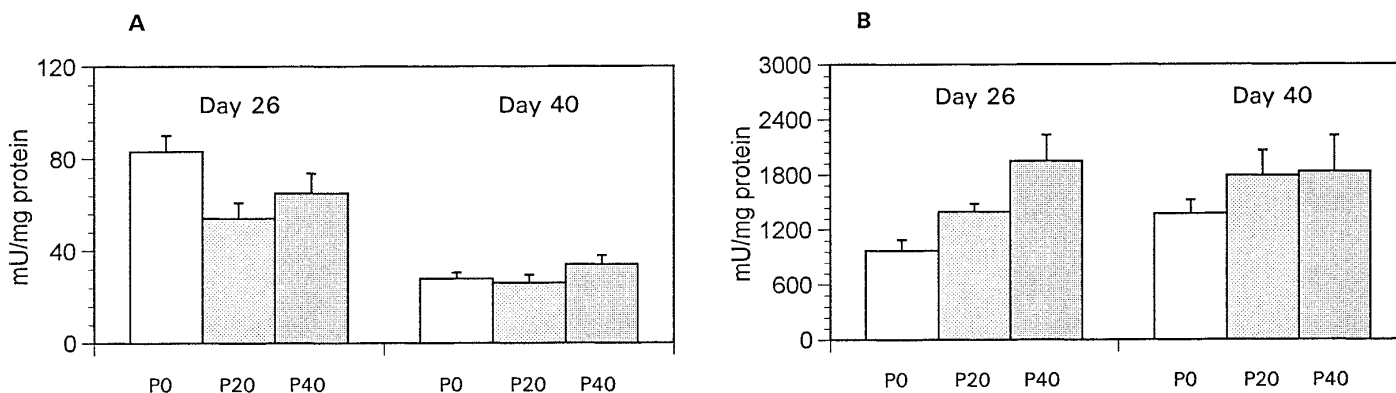 A
mU/mg protein
120
80
40
0
Day 26
Day 40
P0 P20 P40 P0 P20 P40
B
mU/mg protein
3000
2400
1800
1200
600
0
Day 26
Day 40
P0 P20 P40 P0 P20 P40